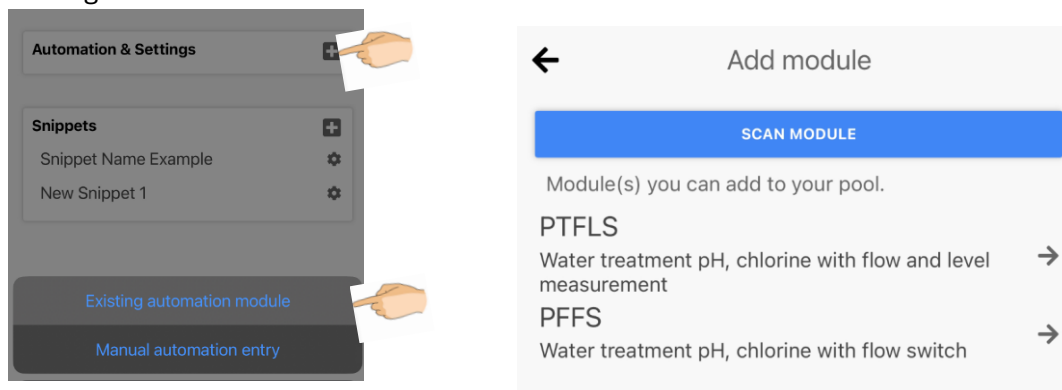 Automation & Settings
Snippets
Snippet Name Example
New Snippet 1
Existing automation module
Manual automation entry
Add module
SCAN MODULE
Module(s) you can add to your pool.
PTFLS
Water treatment pH, chlorine with flow and level
measurement
PFFS
Water treatment pH, chlorine with flow switch